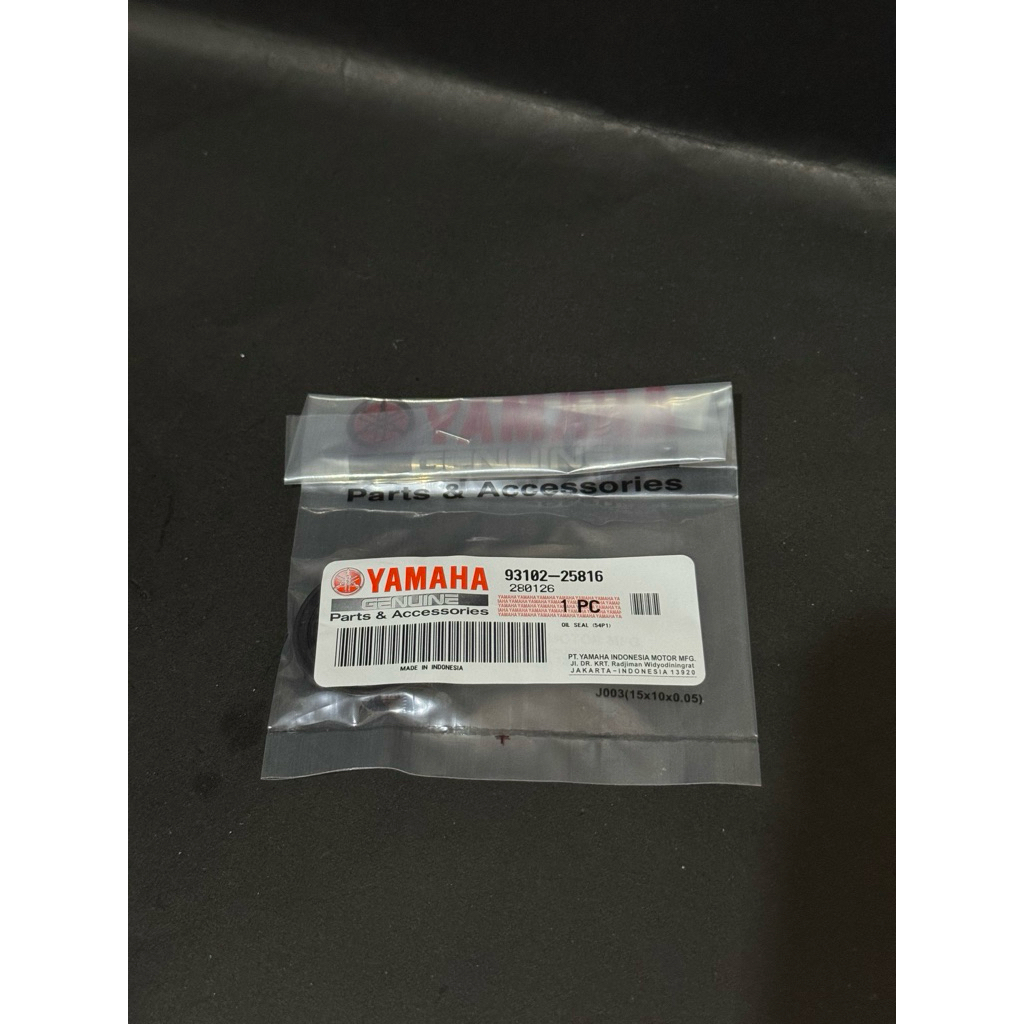 YAMAHA
GENUINE
Parts & Accessories
YAMAHA
GENUINE
Parts & Accessories
93102-25816
280126
1 PC
OIL SEAL (54P1)
MADE IN INDONESIA
PT. YAMAHA INDONESIA MOTOR MFG.
Jl. DR. KRT. Radjiman Widyodiningrat
JAKARTA - INDONESIA 13920
J003(15x10x0.05)